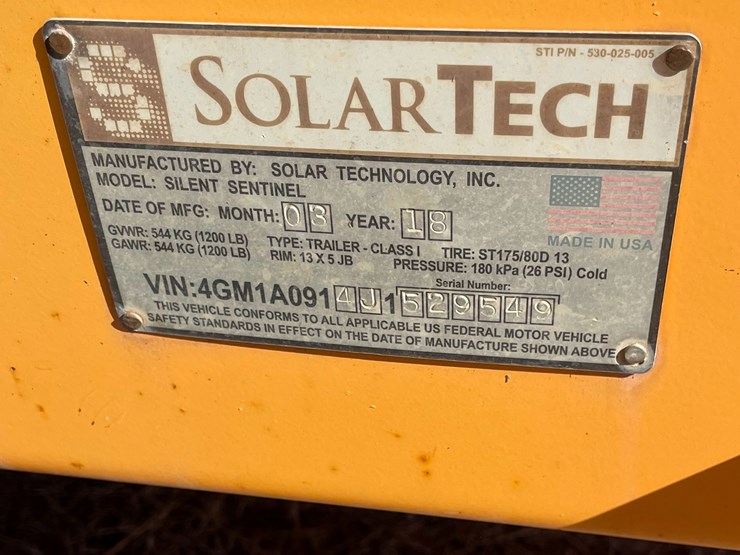 STI P/N - 530-025-005
SOLARTECH
MANUFACTURED BY: SOLAR TECHNOLOGY, INC.
MODEL: SILENT SENTINEL
DATE OF MFG: MONTH: 03 YEAR: 18
MADE IN USA
GVWR: 544 KG (1200 LB) TYPE: TRAILER - CLASS I TIRE: ST175/80D 13
GAWR: 544 KG (1200 LB) RIM: 13 X 5 JB PRESSURE: 180 kPa (26 PSI) Cold
Serial Number:
VIN:4GM1A0914J1529549
THIS VEHICLE CONFORMS TO ALL APPLICABLE US FEDERAL MOTOR VEHICLE
SAFETY STANDARDS IN EFFECT ON THE DATE OF MANUFACTURE SHOWN ABOVE